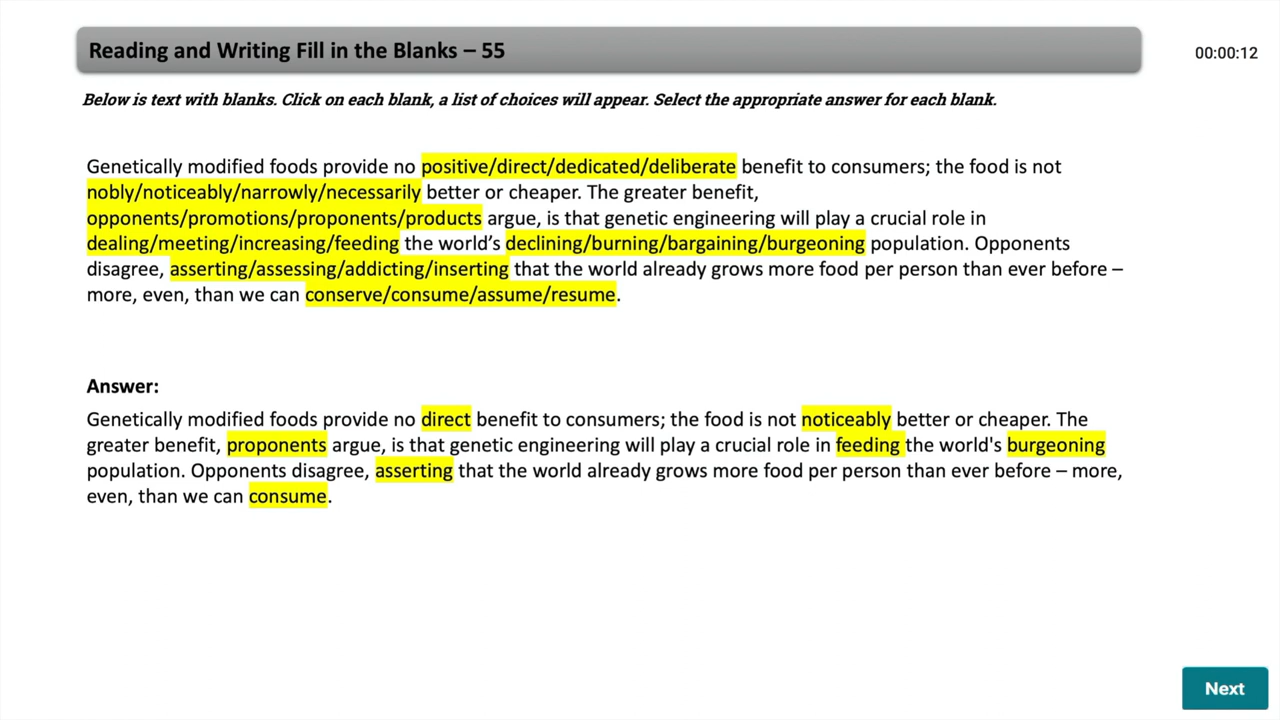 Reading and Writing Fill in the Blanks – 55
00:00:12
Below is text with blanks. Click on each blank, a list of choices will appear. Select the appropriate answer for each blank.
Genetically modified foods provide no positive/direct/dedicated/deliberate benefit to consumers; the food is not
nobly/noticeably/narrowly/necessarily better or cheaper. The greater benefit,
opponents/promotions/proponents/products argue, is that genetic engineering will play a crucial role in
dealing/meeting/increasing/feeding the world’s declining/burning/bargaining/burgeoning population. Opponents
disagree, asserting/assessing/addicting/inserting that the world already grows more food per person than ever before –
more, even, than we can conserve/consume/assume/resume.
Answer:
Genetically modified foods provide no direct benefit to consumers; the food is not noticeably better or cheaper. The
greater benefit, proponents argue, is that genetic engineering will play a crucial role in feeding the world's burgeoning
population. Opponents disagree, asserting that the world already grows more food per person than ever before – more,
even, than we can consume.
Next